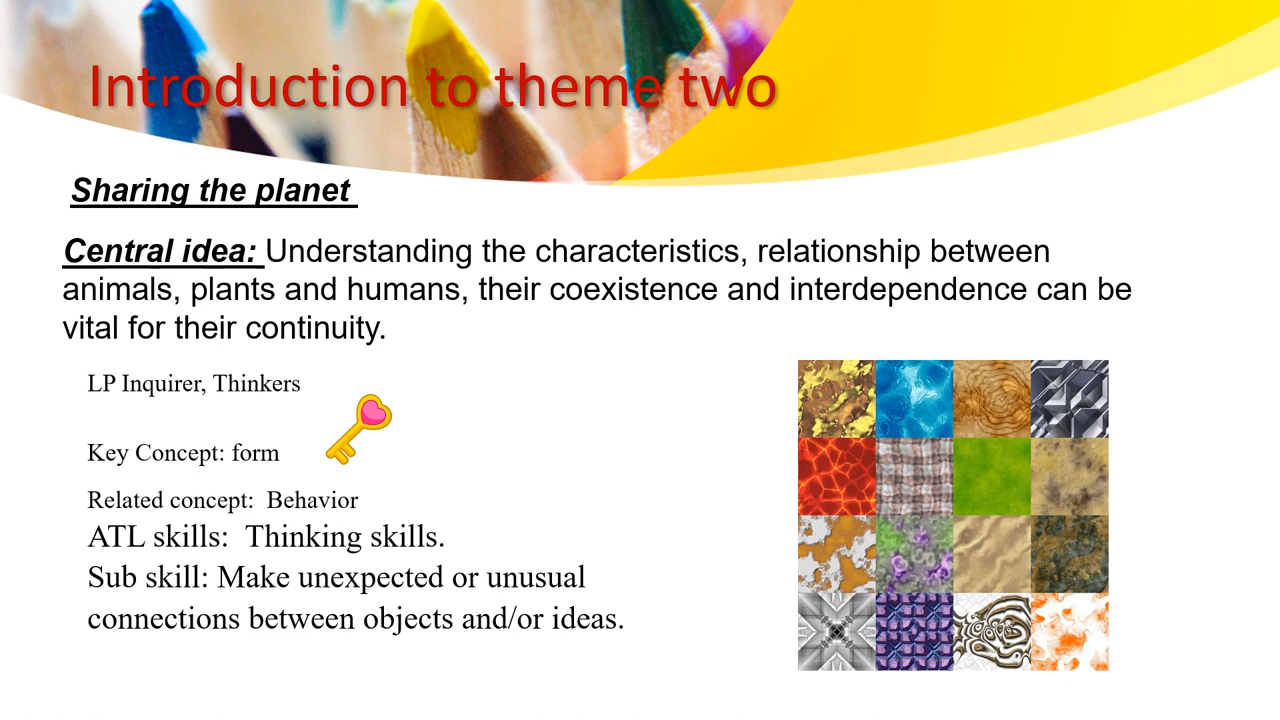 Introduction to theme two
Sharing the planet
Central idea: Understanding the characteristics, relationship between
animals, plants and humans, their coexistence and interdependence can be
vital for their continuity.
LP Inquirer, Thinkers
Key Concept: form
Related concept:  Behavior
ATL skills:  Thinking skills.
Sub skill: Make unexpected or unusual
connections between objects and/or ideas.